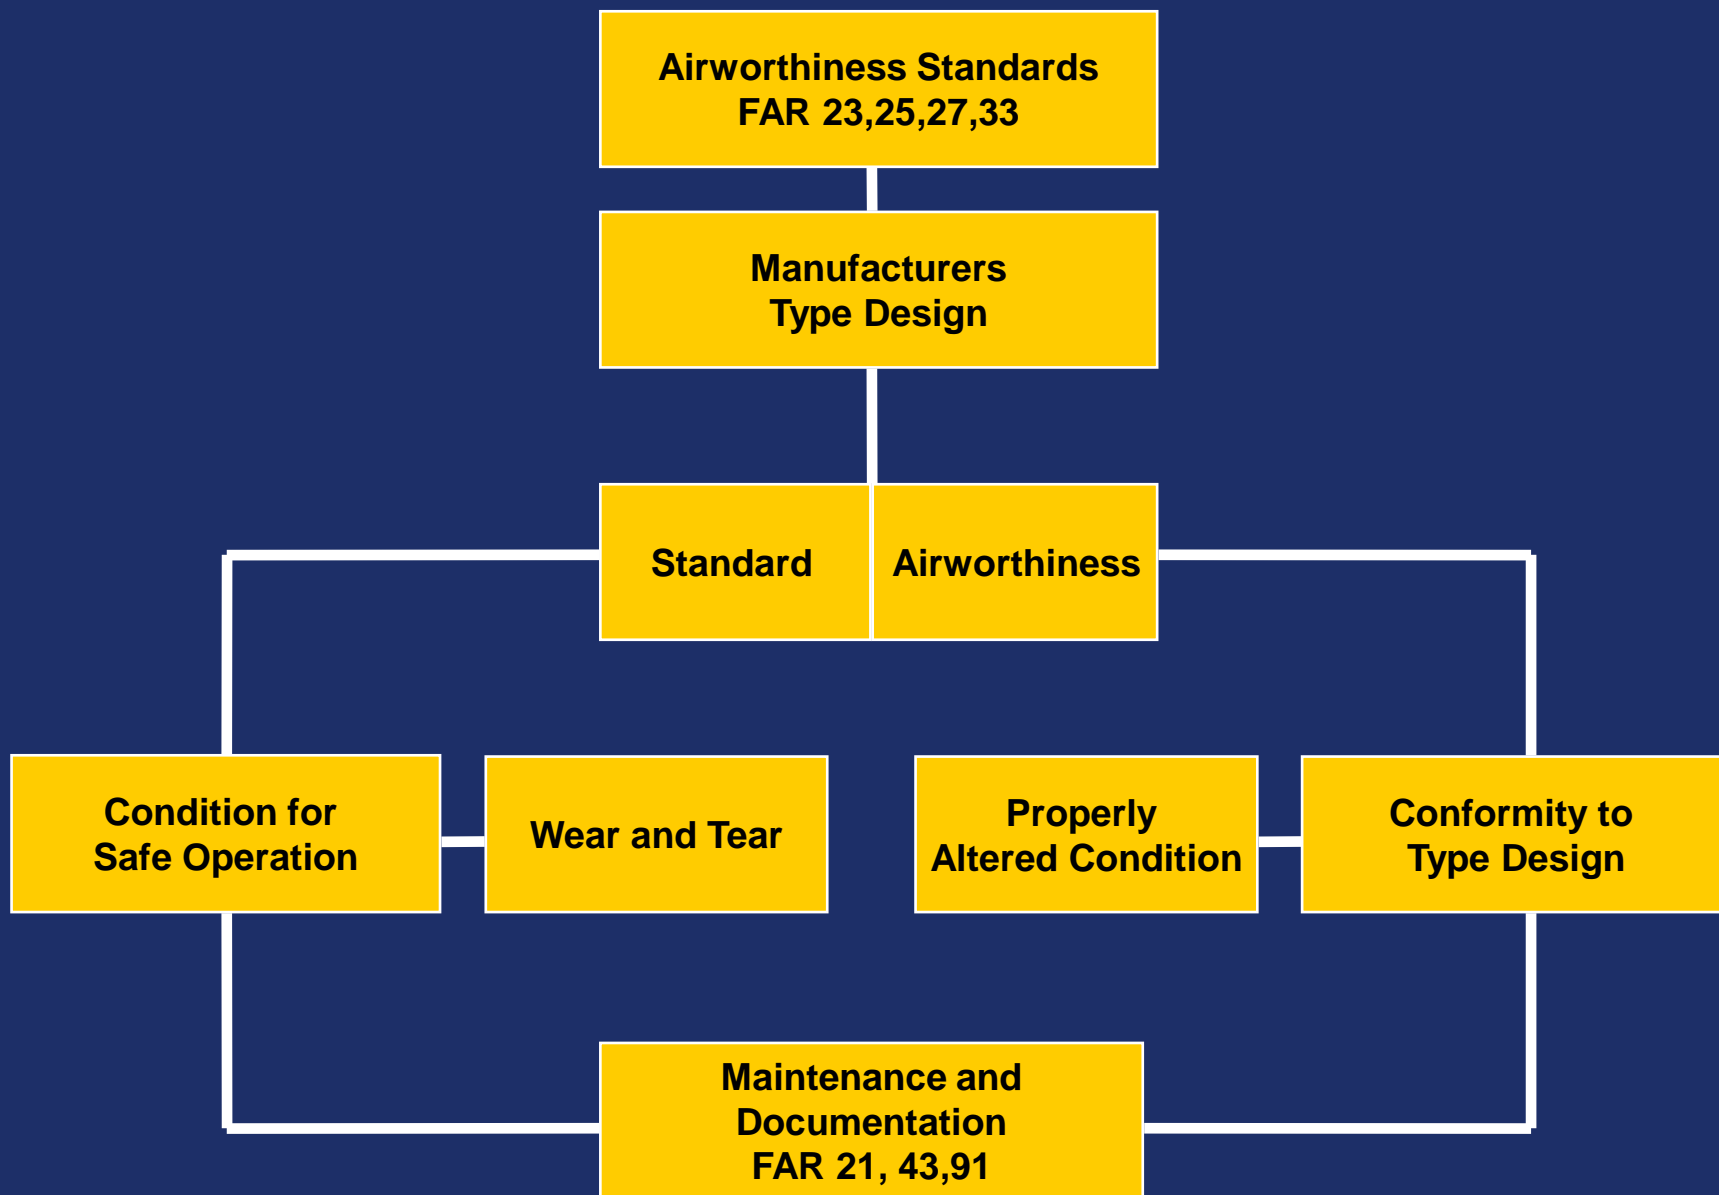 Airworthiness Standards
FAR 23,25,27,33
Manufacturers
Type Design
Standard
Airworthiness
Condition for
Safe Operation
Wear and Tear
Properly
Altered Condition
Conformity to
Type Design
Maintenance and
Documentation
FAR 21, 43,91